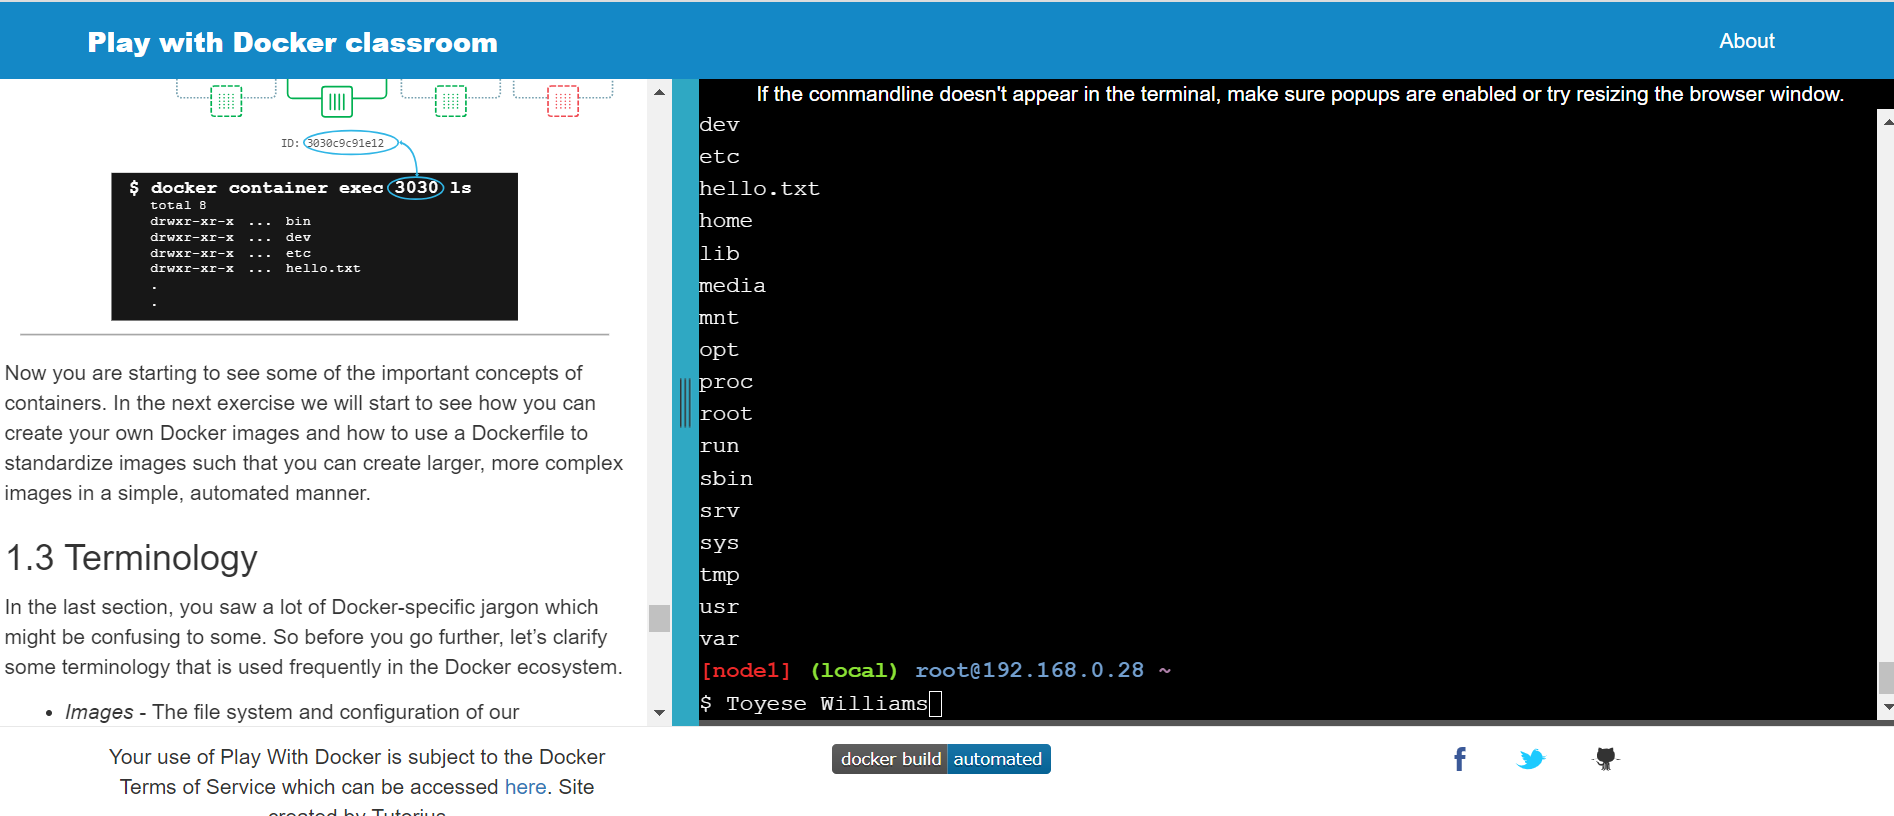 Play with Docker classroom
About
ID: 3030c9c91e12
$ docker container exec 3030 ls
total 8
drwxr-xr-x ... bin
drwxr-xr-x ... dev
drwxr-xr-x ... etc
drwxr-xr-x ... hello.txt
.
.
Now you are starting to see some of the important concepts of
containers. In the next exercise we will start to see how you can
create your own Docker images and how to use a Dockerfile to
standardize images such that you can create larger, more complex
images in a simple, automated manner.
1.3 Terminology
In the last section, you saw a lot of Docker-specific jargon which
might be confusing to some. So before you go further, let’s clarify
some terminology that is used frequently in the Docker ecosystem.
• Images - The file system and configuration of our
If the commandline doesn't appear in the terminal, make sure popups are enabled or try resizing the browser window.
dev
etc
hello.txt
home
lib
media
mnt
opt
proc
root
run
sbin
srv
sys
tmp
usr
var
[node1] (local) root@192.168.0.28 ~
$ Toyese Williams
Your use of Play With Docker is subject to the Docker
Terms of Service which can be accessed here. Site
created by Tutorius
docker build automated